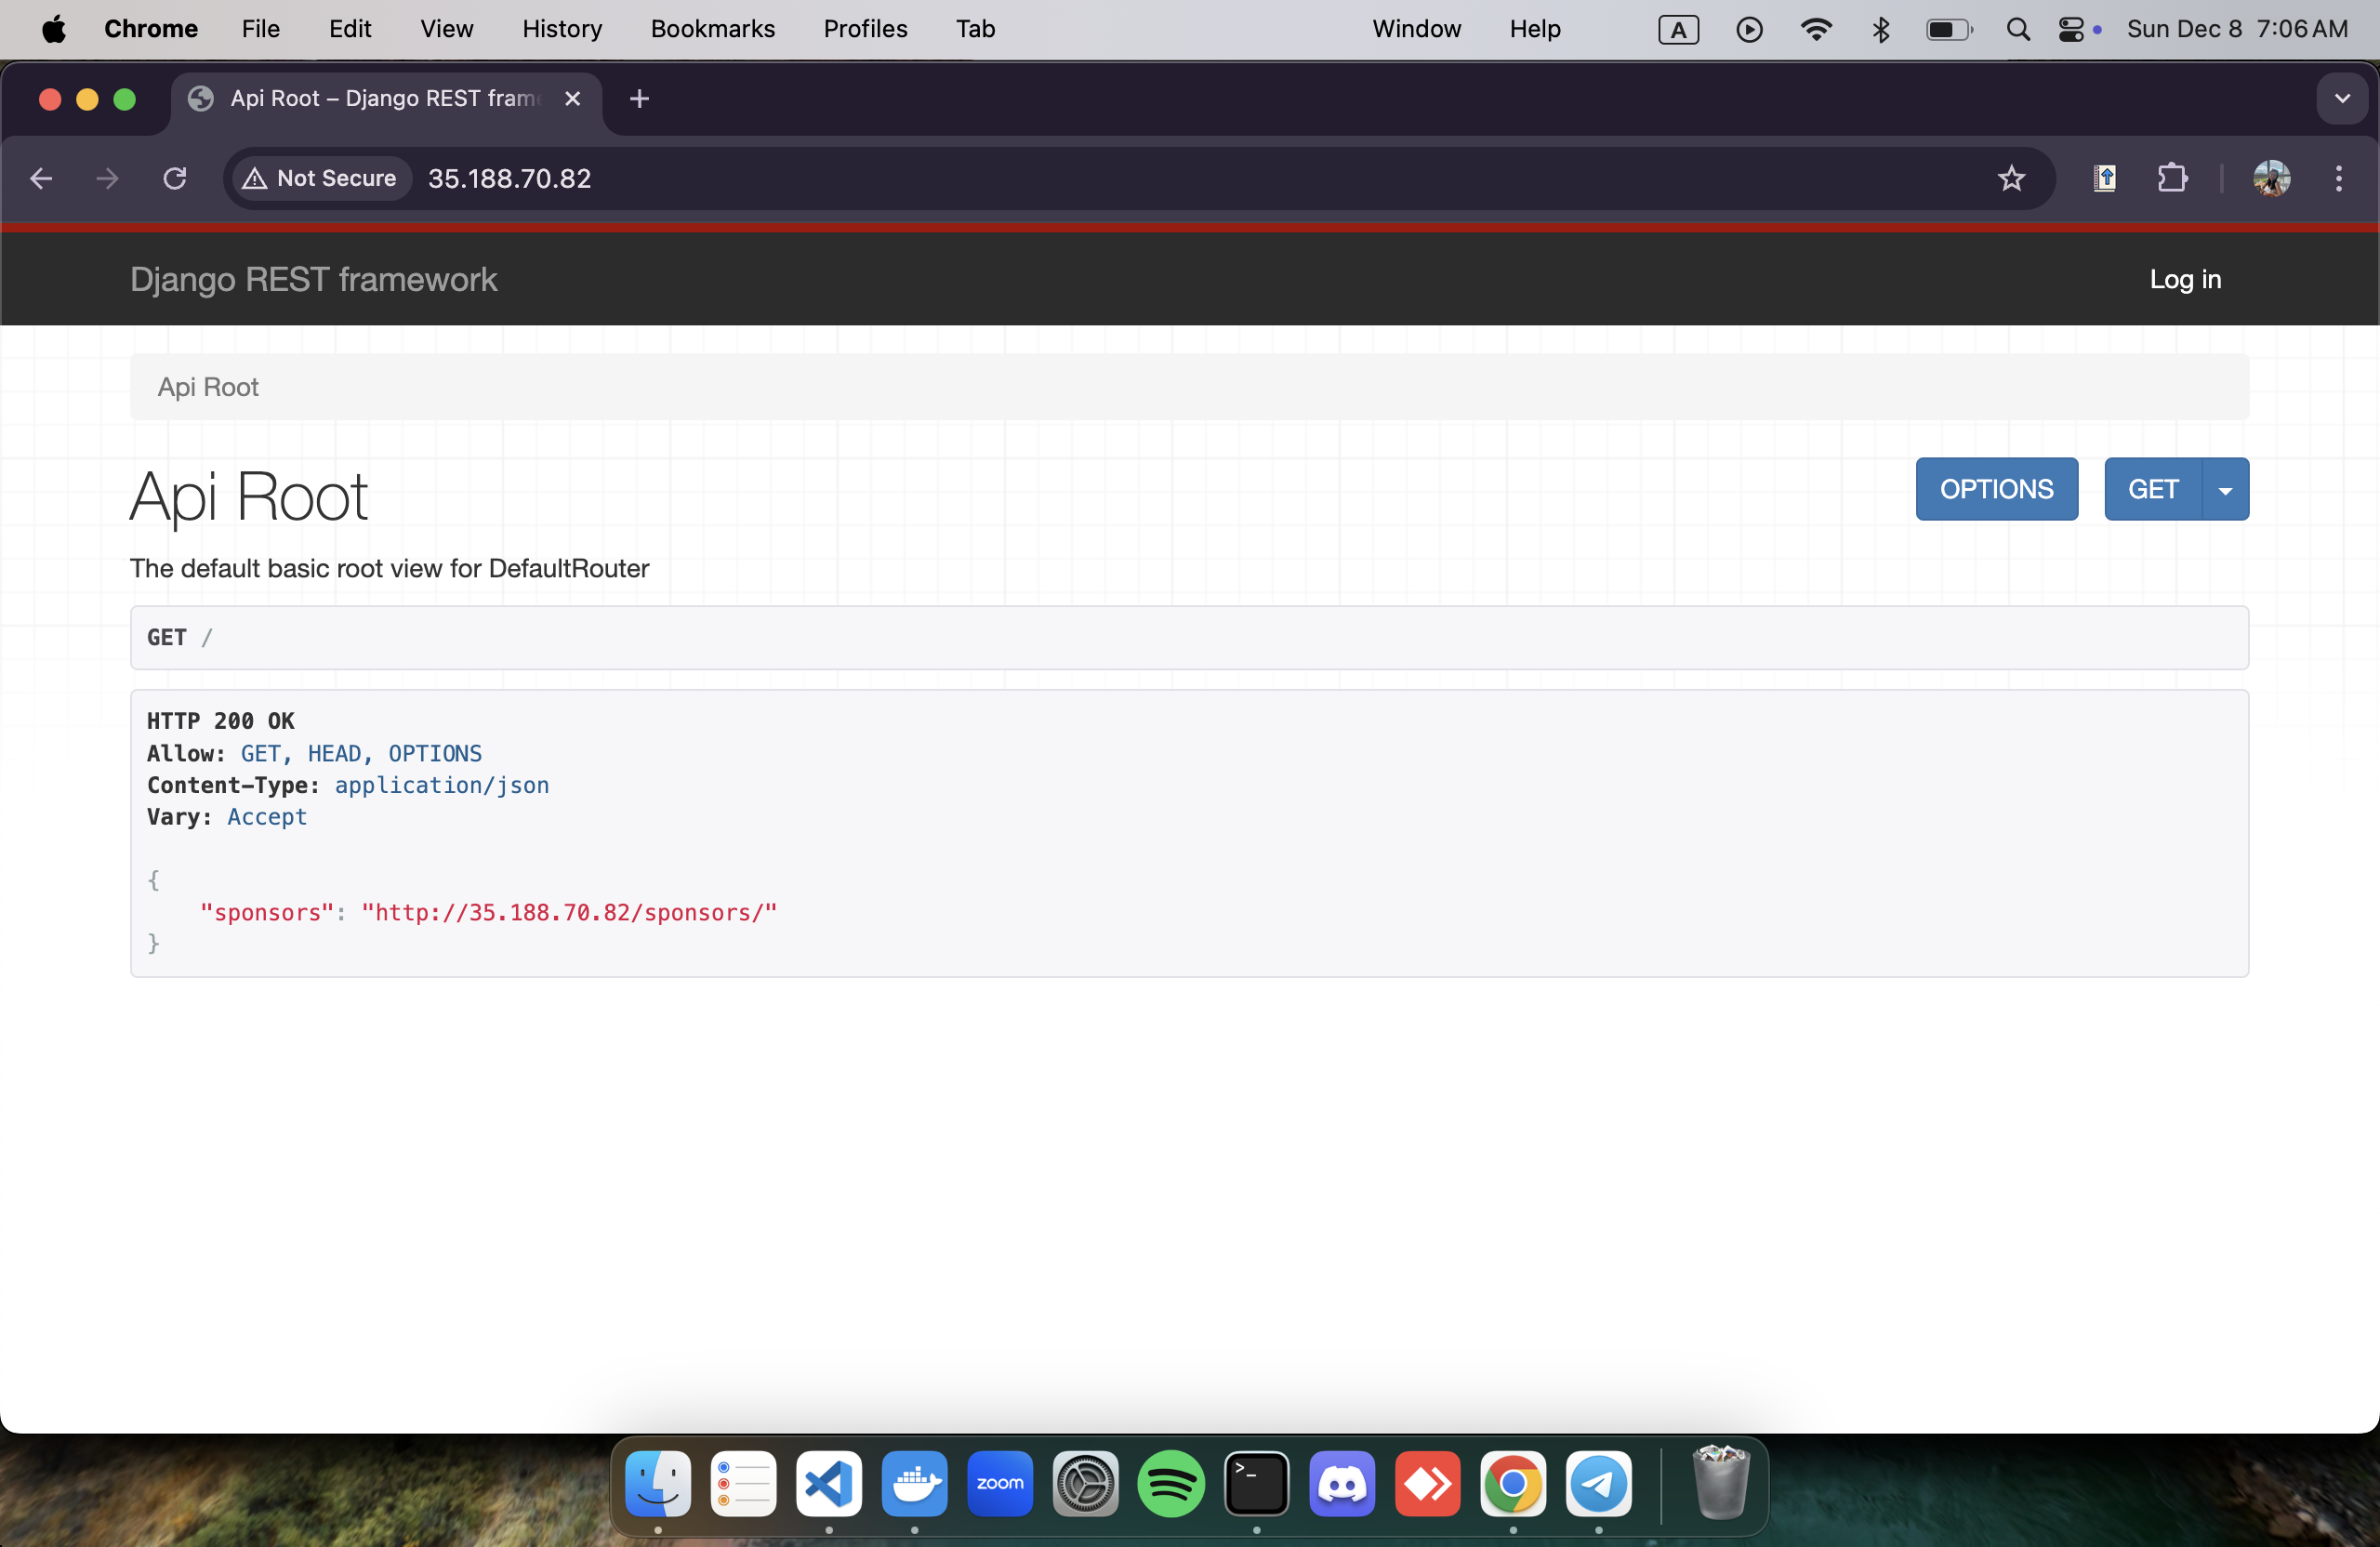 Chrome File Edit View History Bookmarks Profiles Tab Window Help A Sun Dec 8 7:06 AM
Api Root – Django REST frame
Not Secure 35.188.70.82
Django REST framework Log in
Api Root
Api Root OPTIONS GET
The default basic root view for DefaultRouter
GET /
HTTP 200 OK
Allow: GET, HEAD, OPTIONS
Content-Type: application/json
Vary: Accept
{
"sponsors": "http://35.188.70.82/sponsors/"
}
zoom
>_